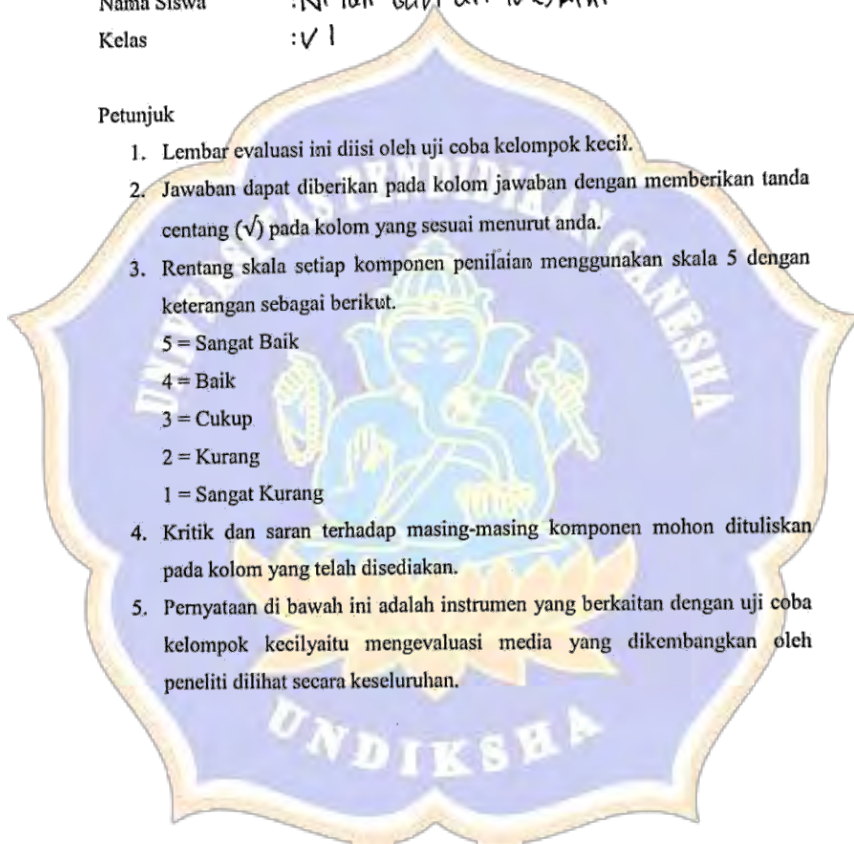 Nama Siswa : Ni
Kelas : VI
Petunjuk
1. Lembar evaluasi ini diisi oleh uji coba kelompok kecil.
2. Jawaban dapat diberikan pada kolom jawaban dengan memberikan tanda
centang (√) pada kolom yang sesuai menurut anda.
3. Rentang skala setiap komponen penilaian menggunakan skala 5 dengan
keterangan sebagai berikut.
5 = Sangat Baik
4 = Baik
3 = Cukup
2 = Kurang
1 = Sangat Kurang
4. Kritik dan saran terhadap masing-masing komponen mohon dituliskan
pada kolom yang telah disediakan.
5. Pernyataan di bawah ini adalah instrumen yang berkaitan dengan uji coba
kelompok kecilyaitu mengevaluasi media yang dikembangkan oleh
peneliti dilihat secara keseluruhan.
UNIVERSITAS PENDIDIKAN GANESHA
UNDIKSHA